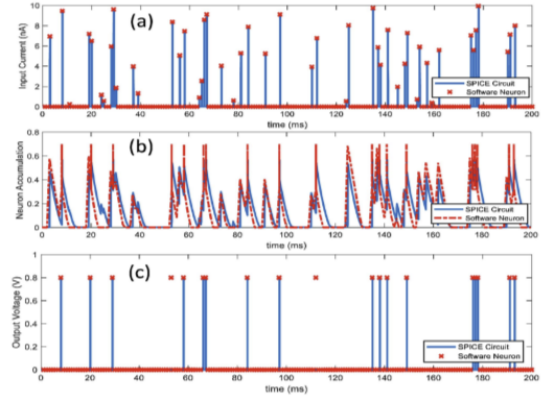 10
8
6
4
2
0
Input Current (nA)
(a)
SPICE Circuit
Software Neuron
0 20 40 60 80 100 120 140 160 180 200
time (ms)
0.8
0.6
0.4
0.2
0
Neuron Accumulation
(b)
SPICE Circuit
Software Neuron
0 20 40 60 80 100 120 140 160 180 200
time (ms)
1
0.8
0.6
0.4
0.2
0
Output Voltage (V)
(c)
SPICE Circuit
Software Neuron
0 20 40 60 80 100 120 140 160 180 200
time (ms)